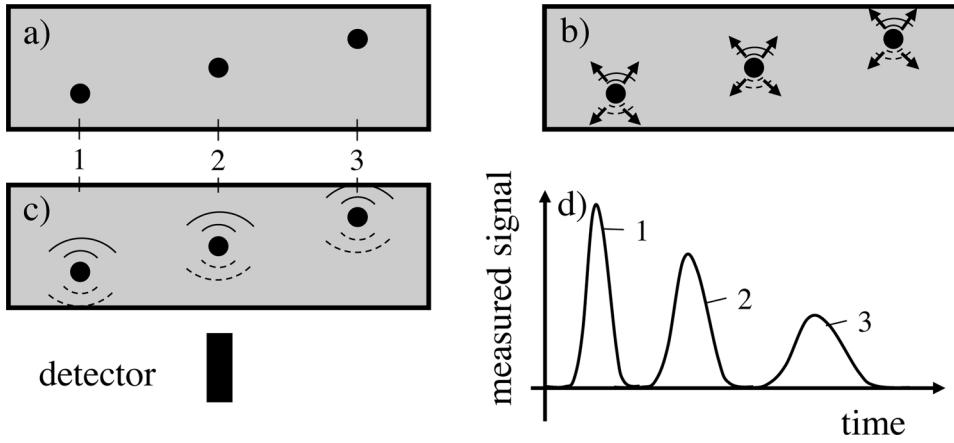 a)
b)
1 2 3
c)
detector
d)
measured signal
1
2
3
time